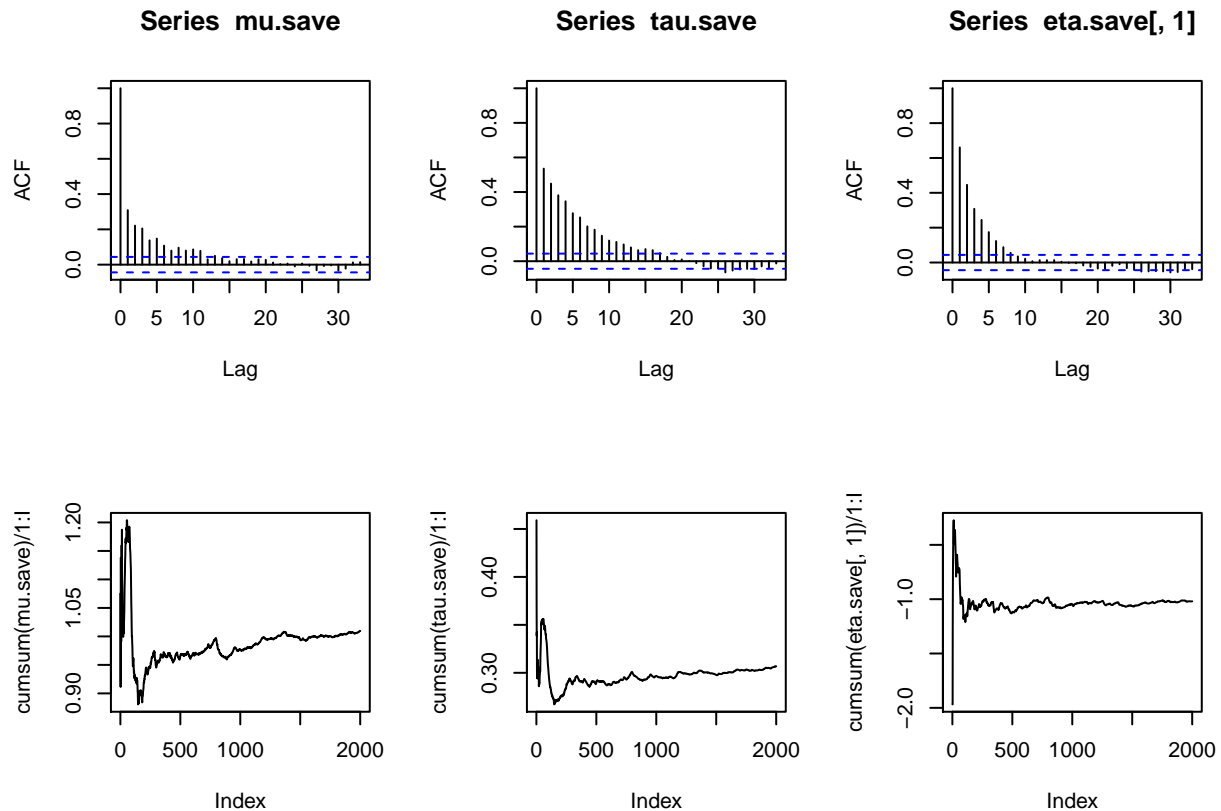 Series mu.save
ACF
0.0 0.4 0.8
0 5 10 20 30
Lag
Series tau.save
ACF
0.0 0.4 0.8
0 5 10 20 30
Lag
Series eta.save[, 1]
ACF
0.0 0.4 0.8
0 5 10 20 30
Lag
cumsum(mu.save)/1:I
0.90 1.05 1.20
0 500 1000 2000
Index
cumsum(tau.save)/1:I
0.30 0.40
0 500 1000 2000
Index
cumsum(eta.save[, 1])/1:I
−2.0 −1.0
0 500 1000 2000
Index